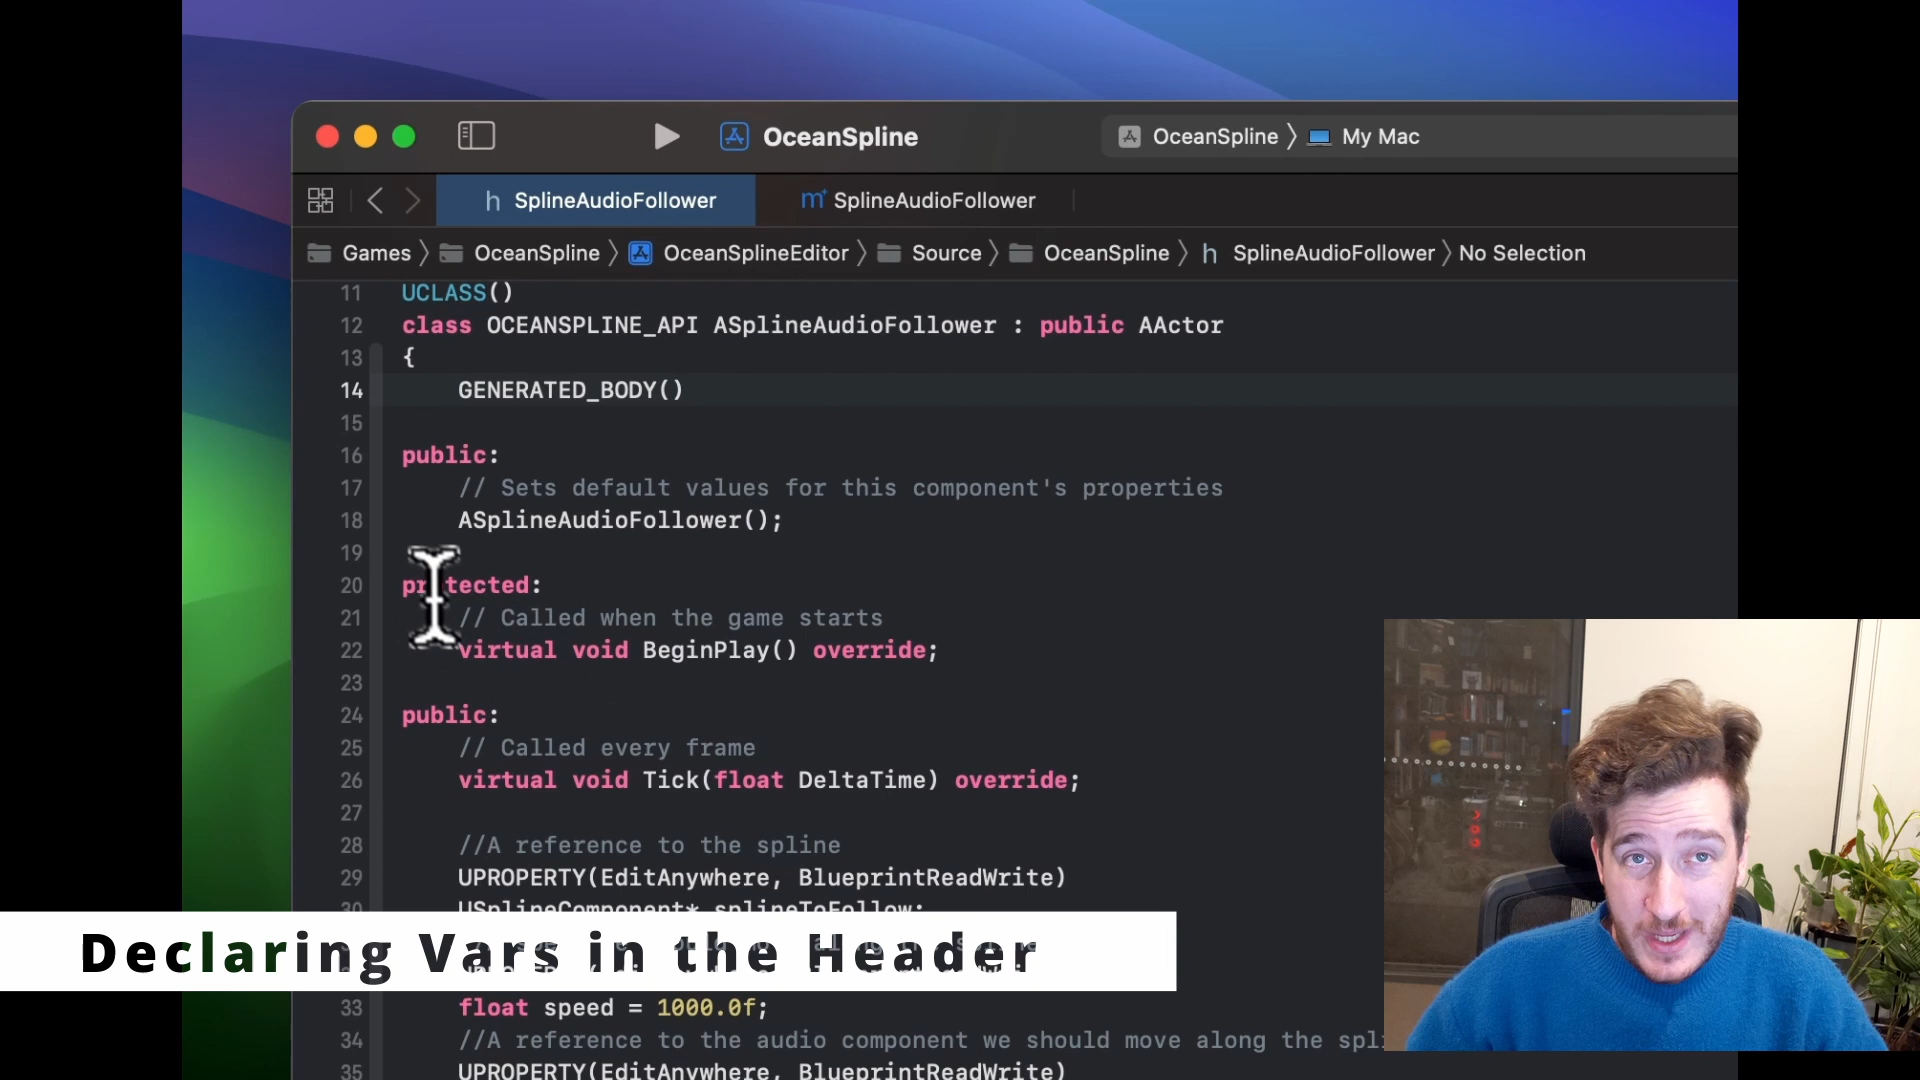 OceanSpline
OceanSpline 〉 My Mac
h SplineAudioFollower
m SplineAudioFollower
Games 〉 OceanSpline 〉 OceanSplineEditor 〉 Source 〉 OceanSpline 〉 h SplineAudioFollower 〉 No Selection
11 UCLASS()
12 class OCEANSPLINE_API ASplineAudioFollower : public AActor
13 {
14 GENERATED_BODY()
15
16 public:
17 // Sets default values for this component's properties
18 ASplineAudioFollower();
19
20 protected:
21 // Called when the game starts
22 virtual void BeginPlay() override;
23
24 public:
25 // Called every frame
26 virtual void Tick(float DeltaTime) override;
27
28 //A reference to the spline
29 UPROPERTY(EditAnywhere, BlueprintReadWrite)
30 USplineComponent* splineToFollow;
Declaring Vars in the Header
33 float speed = 1000.0f;
34 //A reference to the audio component we should move along the
35 UPROPERTY(EditAnywhere, BlueprintReadWrite)